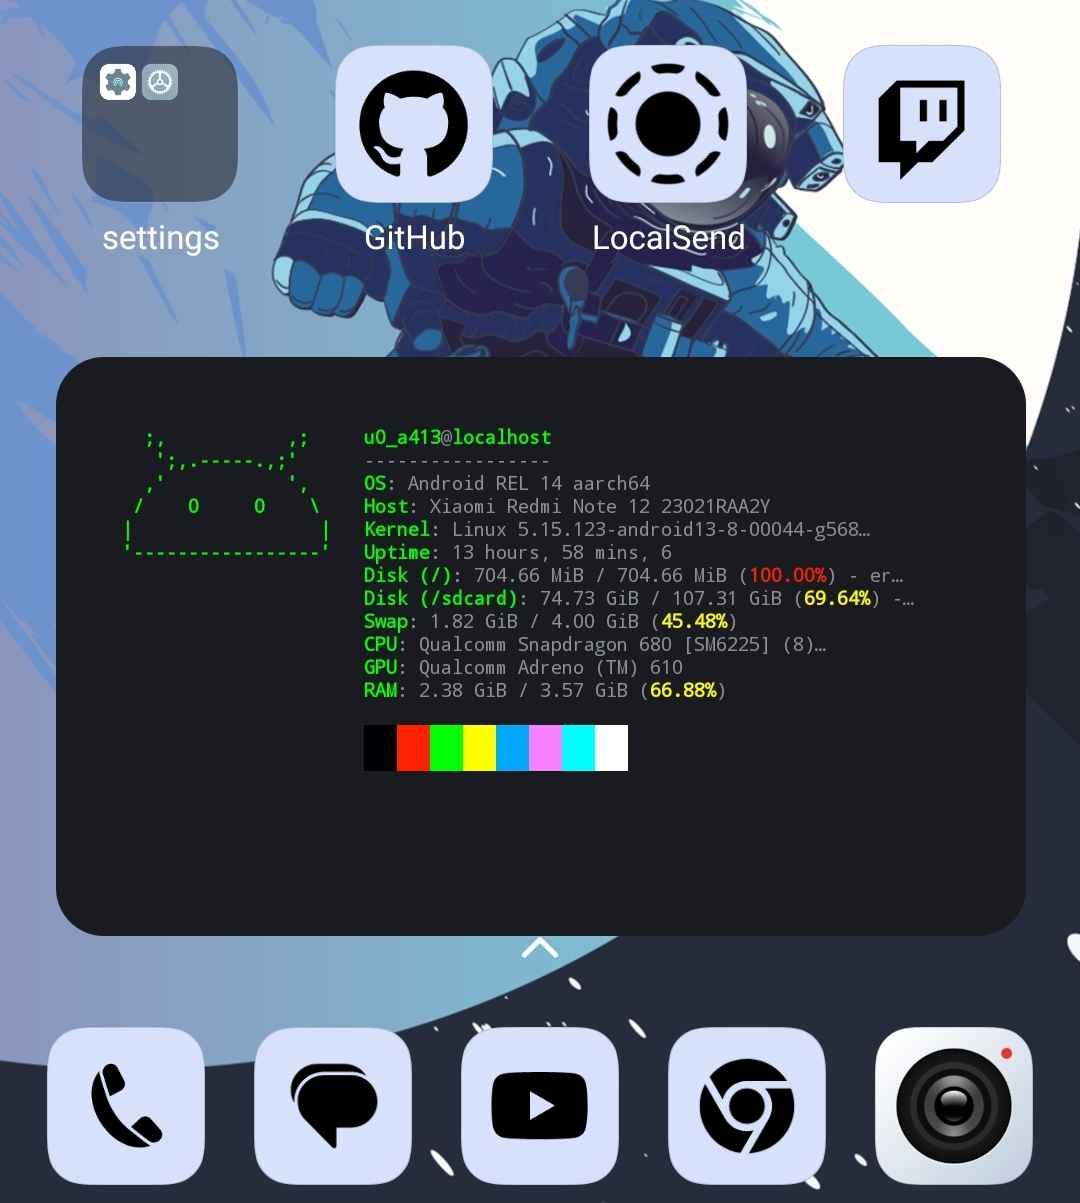 settings
GitHub
LocalSend
u0_a413@localhost
-----------------
OS: Android REL 14 aarch64
Host: Xiaomi Redmi Note 12 23021RAA2Y
Kernel: Linux 5.15.123-android13-8-00044-g568…
Uptime: 13 hours, 58 mins, 6
Disk (/): 704.66 MiB / 704.66 MiB (100.00%) - er…
Disk (/sdcard): 74.73 GiB / 107.31 GiB (69.64%) -…
Swap: 1.82 GiB / 4.00 GiB (45.48%)
CPU: Qualcomm Snapdragon 680 [SM6225] (8)…
GPU: Qualcomm Adreno (TM) 610
RAM: 2.38 GiB / 3.57 GiB (66.88%)